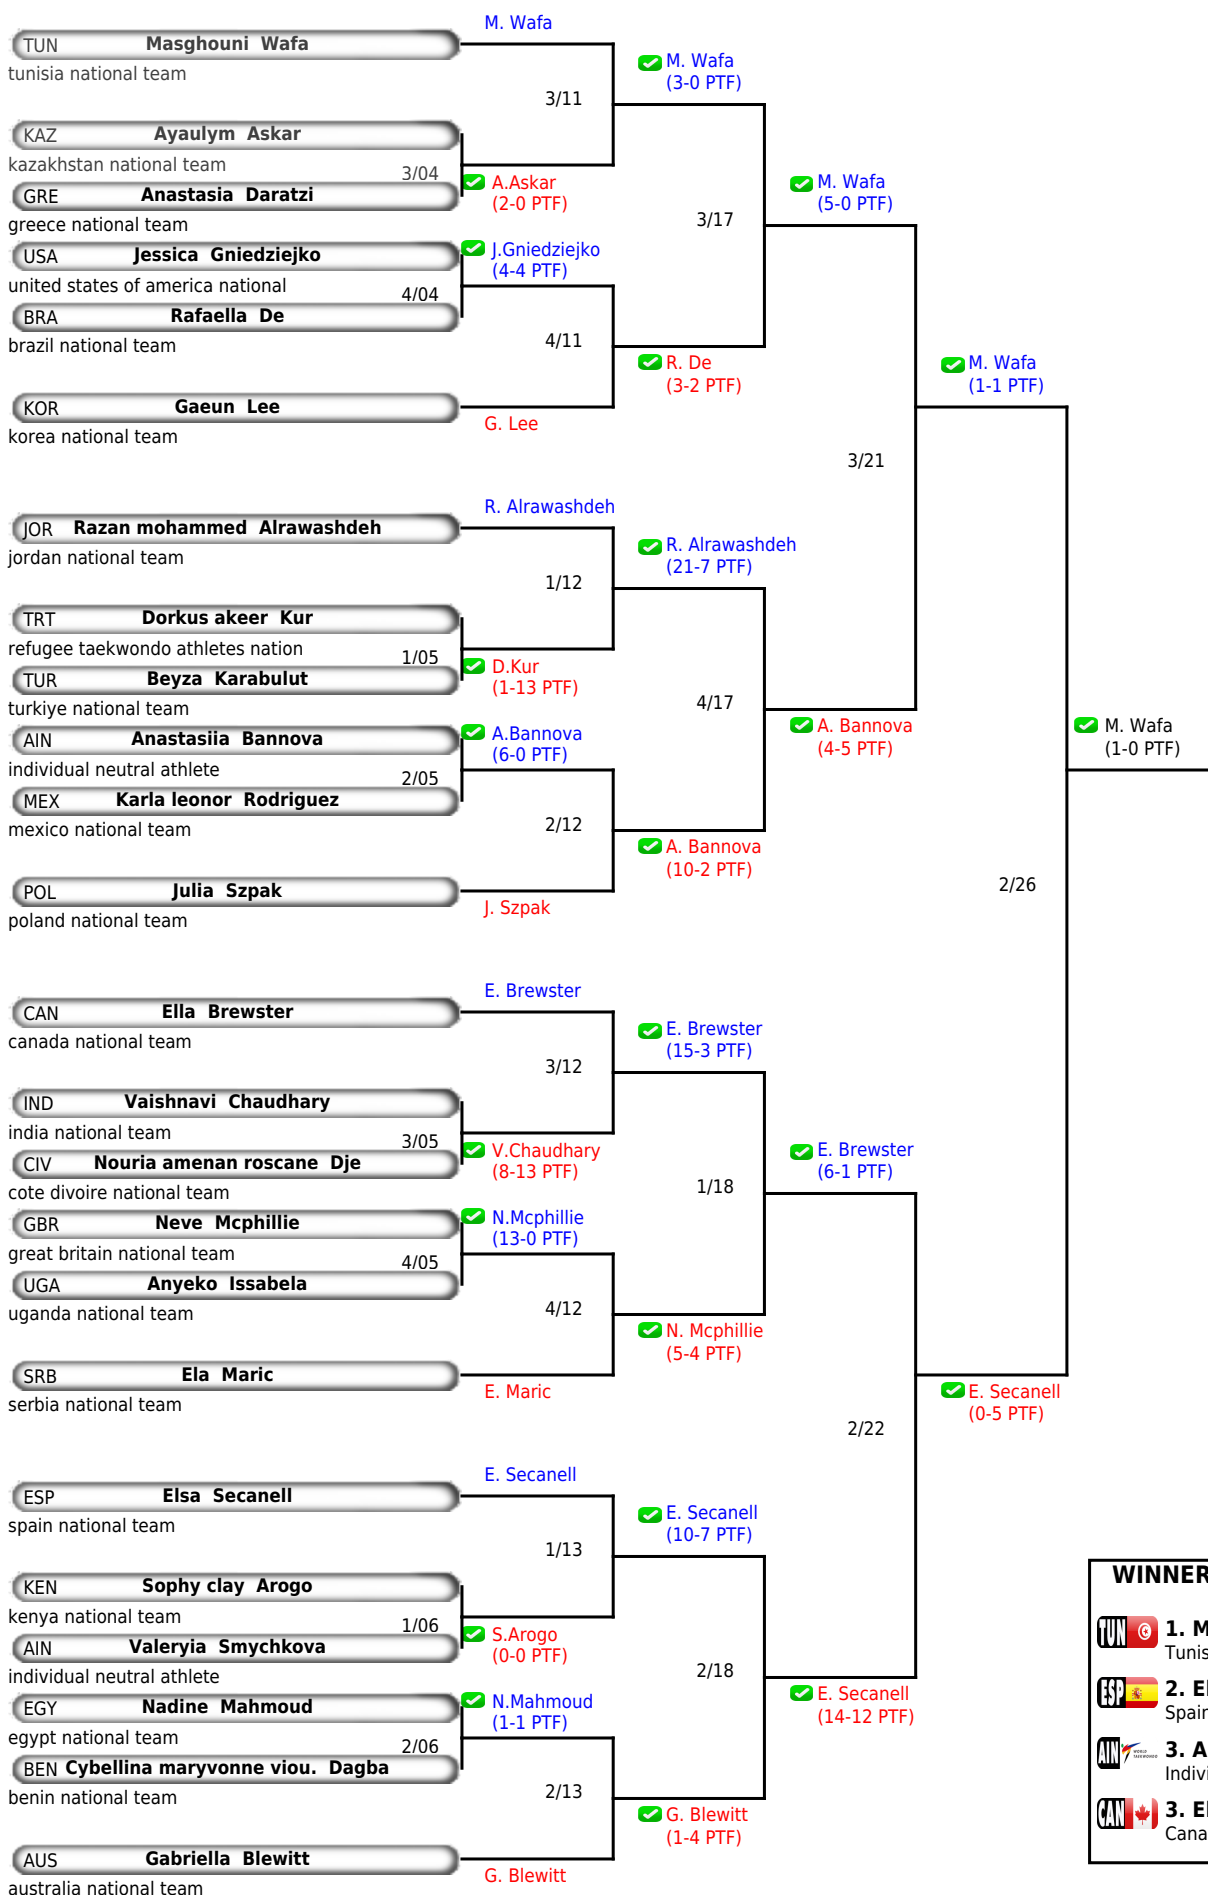 M. Wafa
TUN Masghouni Wafa
tunisia national team
M. Wafa
(3-0 PTF)
3/11
KAZ Ayaulym Askar
kazakhstan national team
3/04
A.Askar
(2-0 PTF)
GRE Anastasia Daratzi
greece national team
M. Wafa
(5-0 PTF)
3/17
USA Jessica Gniedziejko
united states of america national
J.Gniedziejko
(4-4 PTF)
4/04
BRA Rafaella De
brazil national team
4/11
R. De
(3-2 PTF)
M. Wafa
(1-1 PTF)
KOR Gaeun Lee
korea national team
G. Lee
3/21
R. Alrawashdeh
JOR Razan mohammed Alrawashdeh
jordan national team
R. Alrawashdeh
(21-7 PTF)
1/12
TRT Dorkus akeer Kur
refugee taekwondo athletes nation
1/05
D.Kur
(1-13 PTF)
TUR Beyza Karabulut
turkiye national team
4/17
AIN Anastasiia Bannova
individual neutral athlete
A.Bannova
(6-0 PTF)
A. Bannova
(4-5 PTF)
M. Wafa
(1-0 PTF)
2/05
MEX Karla leonor Rodriguez
mexico national team
2/12
A. Bannova
(10-2 PTF)
POL Julia Szpak
poland national team
J. Szpak
2/26
E. Brewster
CAN Ella Brewster
canada national team
E. Brewster
(15-3 PTF)
3/12
IND Vaishnavi Chaudhary
india national team
3/05
V.Chaudhary
(8-13 PTF)
CIV Nouria amenan roscane Dje
cote divoire national team
E. Brewster
(6-1 PTF)
1/18
GBR Neve Mcphillie
great britain national team
N.Mcphillie
(13-0 PTF)
4/05
UGA Anyeko Issabela
uganda national team
4/12
N. Mcphillie
(5-4 PTF)
SRB Ela Maric
serbia national team
E. Maric
E. Secanell
(0-5 PTF)
2/22
E. Secanell
ESP Elsa Secanell
spain national team
E. Secanell
(10-7 PTF)
1/13
KEN Sophy clay Arogo
kenya national team
1/06
S.Arogo
(0-0 PTF)
AIN Valeryia Smychkova
individual neutral athlete
2/18
EGY Nadine Mahmoud
egypt national team
N.Mahmoud
(1-1 PTF)
E. Secanell
(14-12 PTF)
2/06
BEN Cybellina maryvonne viou. Dagba
benin national team
2/13
G. Blewitt
(1-4 PTF)
AUS Gabriella Blewitt
australia national team
G. Blewitt
WINNER
TUN 1. M
Tunis
ESP 2. El
Spain
AIN 3. A
Indivi
CAN 3. El
Cana